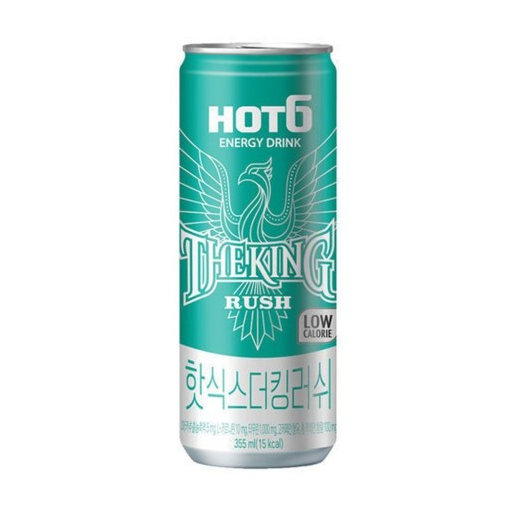 HOT6
ENERGY DRINK
THE KING
RUSH
LOW
CALORIE
핫식스더킹러쉬
355 ml(15 kcal)